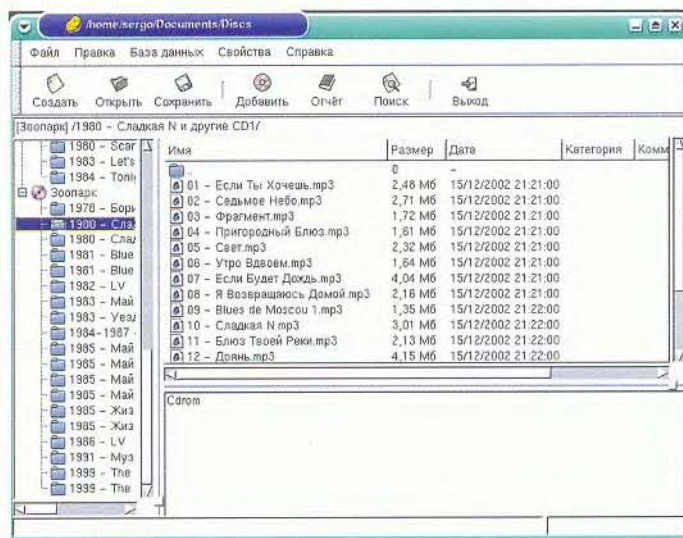 /home/sergo/Documents/Discs
Файл Правка База данных Свойства Справка
Создать Открыть Сохранить Добавить Отчёт Поиск Выход
[Зоопарк] /1980 - Сладкая N и другие CD1/
1980 - Scar
1983 - Let's
1984 - Toni
Зоопарк
1978 - Бор
1980 - Сла
1980 - Сла
1981 - Blue
1981 - Blue
1982 - LV
1983 - Май
1983 - Уез
1984-1987 -
1985 - Май
1985 - Май
1985 - Май
1985 - Май
1985 - Жиз
1985 - Жиз
1986 - LV
1991 - Муз
1999 - The
1999 - The
Имя Размер Дата Категория Комм
.. 0 -
01 - Если Ты Хочешь.mp3 2,48 Мб 15/12/2002 21:21:00
02 - Седьмое Небо.mp3 2,71 Мб 15/12/2002 21:21:00
03 - Фрагмент.mp3 1,72 Мб 15/12/2002 21:21:00
04 - Пригородный Блюз.mp3 1,61 Мб 15/12/2002 21:21:00
05 - Свет.mp3 2,32 Мб 15/12/2002 21:21:00
06 - Утро Вдвоем.mp3 1,64 Мб 15/12/2002 21:21:00
07 - Если Будет Дождь.mp3 4,04 Мб 15/12/2002 21:21:00
08 - Я Возвращаюсь Домой.mp3 2,16 Мб 15/12/2002 21:21:00
09 - Blues de Moscou 1.mp3 1,35 Мб 15/12/2002 21:22:00
10 - Сладкая N.mp3 3,01 Мб 15/12/2002 21:22:00
11 - Блюз Твоей Реки.mp3 2,13 Мб 15/12/2002 21:22:00
12 - Дрянь.mp3 4,15 Мб 15/12/2002 21:22:00
Cdrom